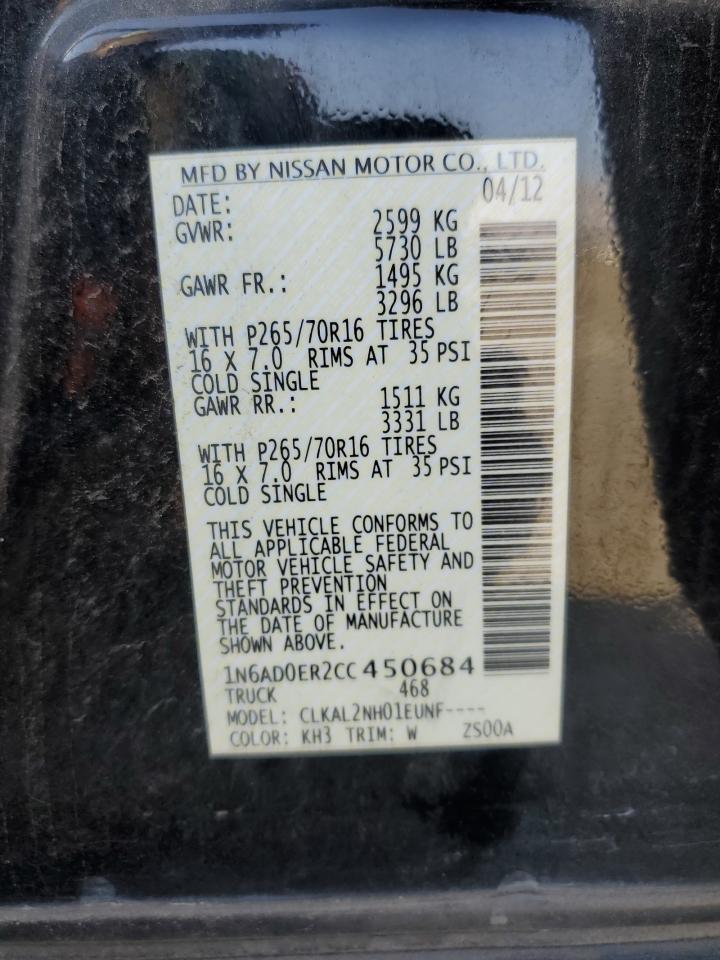 MFD BY NISSAN MOTOR CO., LTD.
DATE: 04/12
GVWR: 2599 KG
5730 LB
GAWR FR.: 1495 KG
3296 LB
WITH P265/70R16 TIRES
16 X 7.0 RIMS AT 35 PSI
COLD SINGLE
GAWR RR.: 1511 KG
3331 LB
WITH P265/70R16 TIRES
16 X 7.0 RIMS AT 35 PSI
COLD SINGLE
THIS VEHICLE CONFORMS TO
ALL APPLICABLE FEDERAL
MOTOR VEHICLE SAFETY AND
THEFT PREVENTION
STANDARDS IN EFFECT ON
THE DATE OF MANUFACTURE
SHOWN ABOVE.
1N6AD0ER2CC450684
TRUCK 468
MODEL: CLKAL2NH01EUNF----
COLOR: KH3 TRIM: W ZS00A